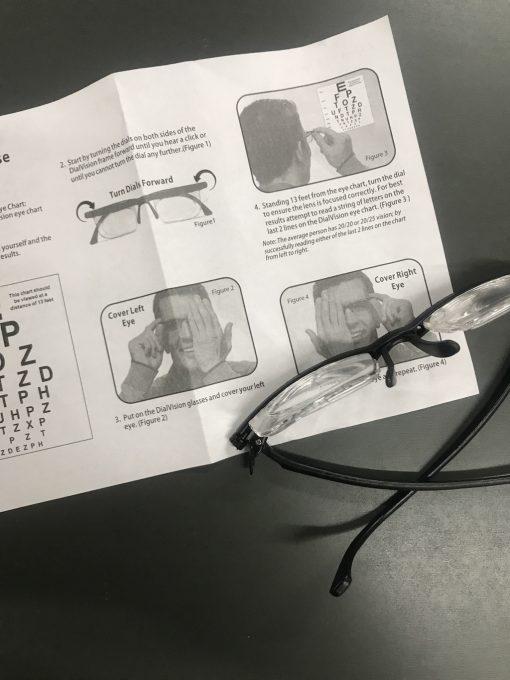 se
ye Chart:
sion eye chart
yourself and the
results.
This chart should
be viewed at a
distance of 13 feet
P
O Z
T Z D
T P H
U H P Z
T Z X P
P Z T
Z D E Z P H
2. Start by turning the dials on both sides of the
DialVision frame forward until you hear a click or
until you cannot turn the dial any further.(Figure 1)
Turn Dials Forward
Figure1
Cover Left
Eye
Figure 2
3. Put on the DialVision glasses and cover your left
eye. (Figure 2)
E
F P
T O Z
Figure 3
4. Standing 13 feet from the eye chart, turn the dial
to ensure the lens is focused correctly. For best
results attempt to read a string of letters on the
last 2 lines on the DialVision eye chart. (Figure 3 )
Note: The average person has 20/20 or 20/25 vision; by
successfully reading either of the last 2 lines on the chart
from left to right.
Figure 4
Cover Right
Eye
repeat. (Figure 4)